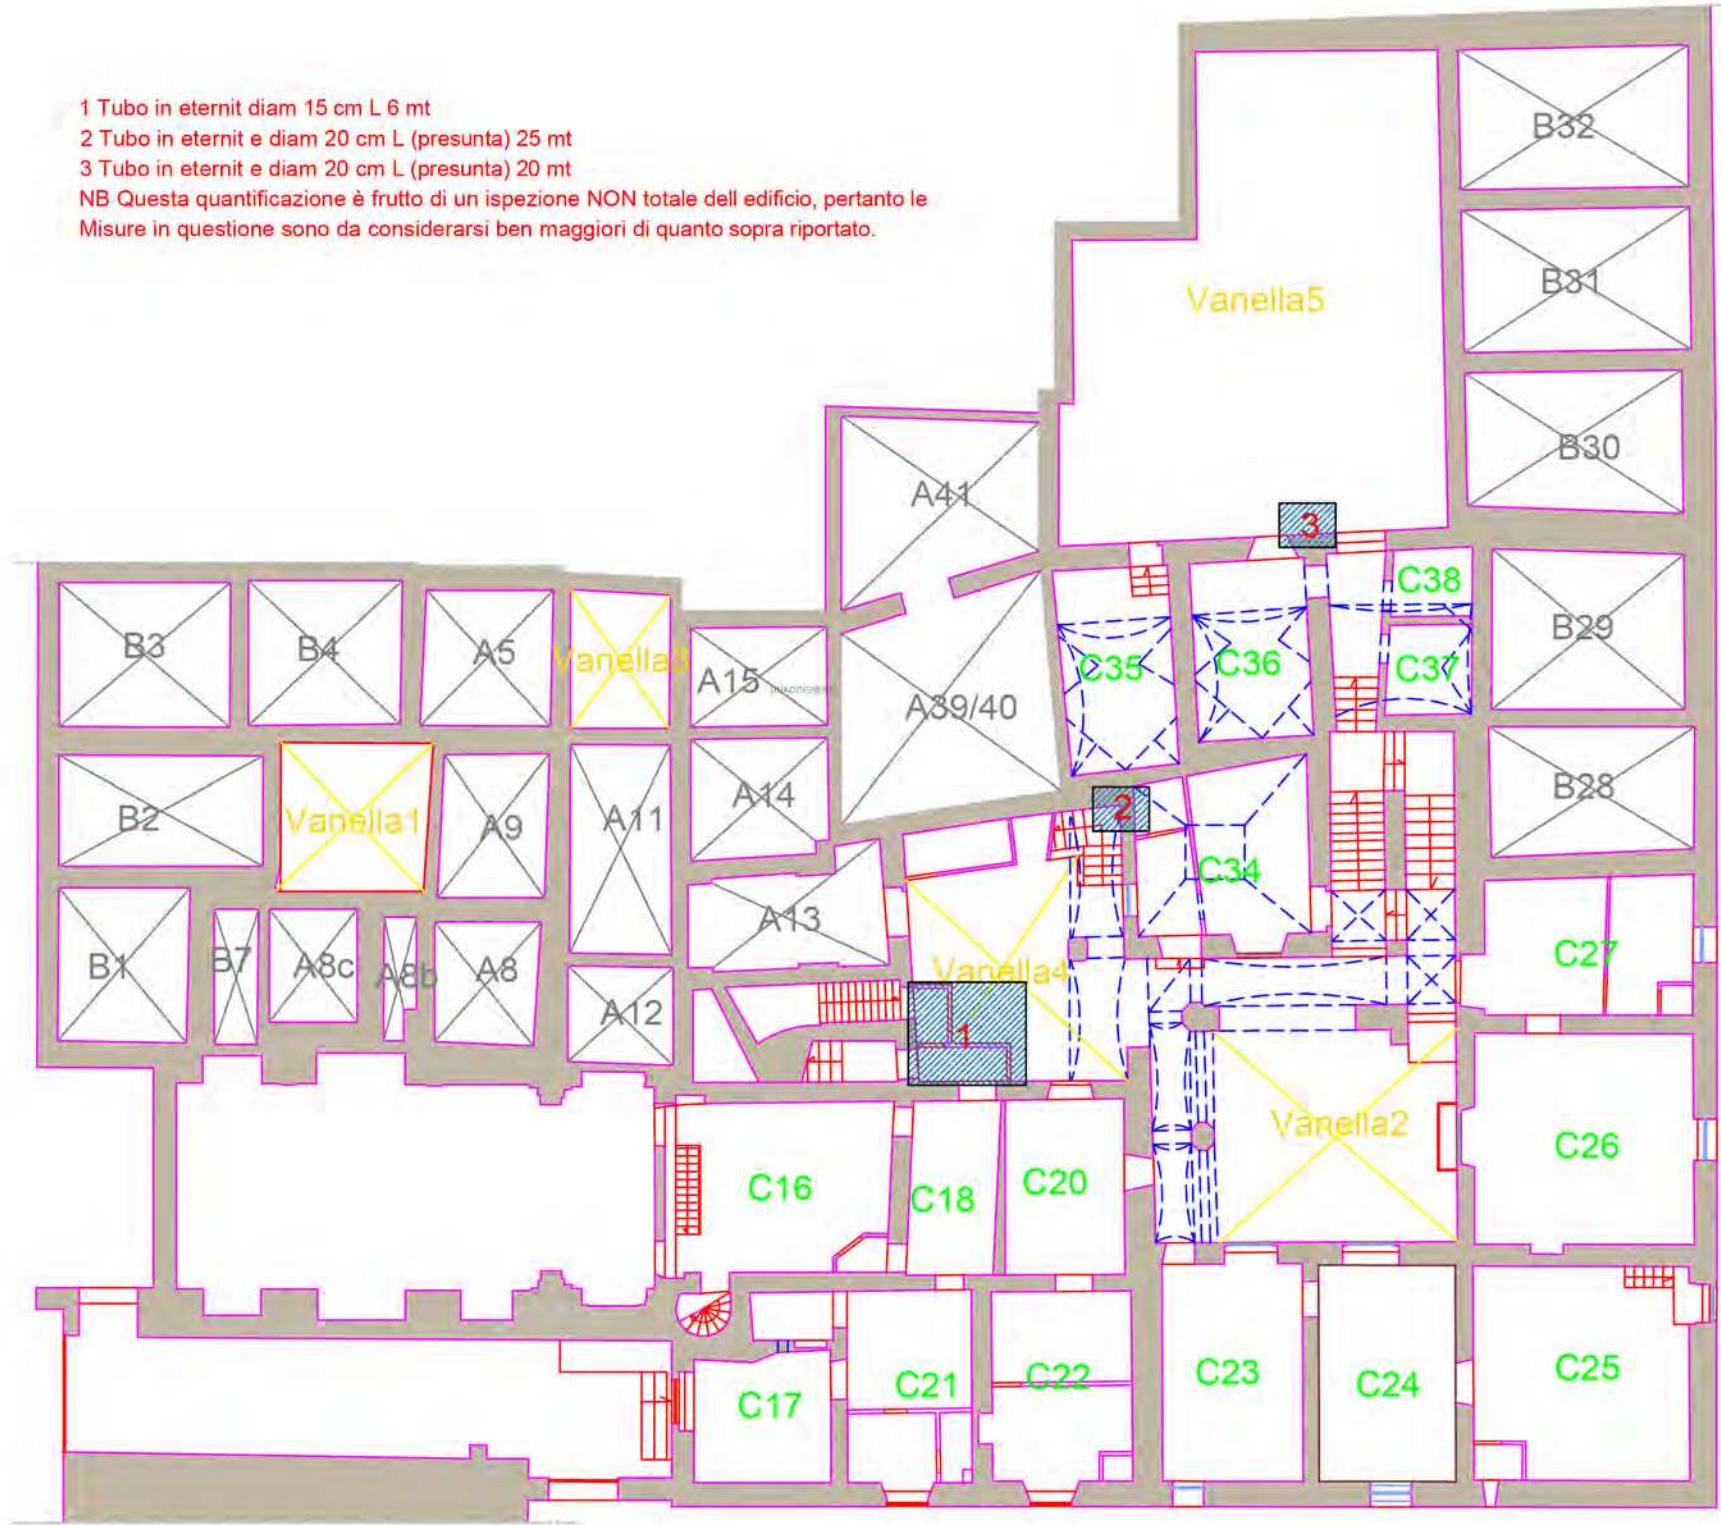 1 Tubo in eternit diam 15 cm L 6 mt
2 Tubo in eternit e diam 20 cm L (presunta) 25 mt
3 Tubo in eternit e diam 20 cm L (presunta) 20 mt
NB Questa quantificazione è frutto di un ispezione NON totale dell edificio, pertanto le
Misure in questione sono da considerarsi ben maggiori di quanto sopra riportato.
B32
B31
Vanella5
B30
A41
3
C38
B3
B4
A5
Vanella3
A15
A39/40
C35
C36
C37
B29
B2
Vanella1
A9
A11
A14
2
C34
B28
B1
B7
A8c
A8b
A8
A12
A13
Vanella4
1
C27
Vanella2
C26
C16
C18
C20
C17
C21
C22
C23
C24
C25